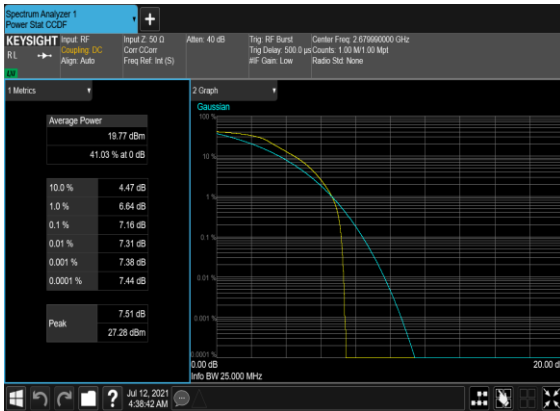 Spectrum Analyzer 1
Power Stat CCDF
+
KEYSIGHT
RL
Input: RF
Coupling: DC
Align: Auto
Input Z: 50 Ω
Corr CCorr
Freq Ref: Int (S)
Atten: 40 dB
Trig: RF Burst
Trig Delay: 500.0 µs
#IF Gain: Low
Center Freq: 2.679990000 GHz
Counts: 1.00 M/1.00 Mpt
Radio Std: None
1 Metrics
Average Power
19.77 dBm
41.03 % at 0 dB
10.0 % 4.47 dB
1.0 % 6.64 dB
0.1 % 7.16 dB
0.01 % 7.31 dB
0.001 % 7.38 dB
0.0001 % 7.44 dB
Peak
7.51 dB
27.28 dBm
2 Graph
Gaussian
100 %
10 %
1 %
0.1 %
0.01 %
0.001 %
0.0001 %
0.00 dB
20.00 d
Info BW 25.000 MHz
?
Jul 12, 2021
4:38:42 AM